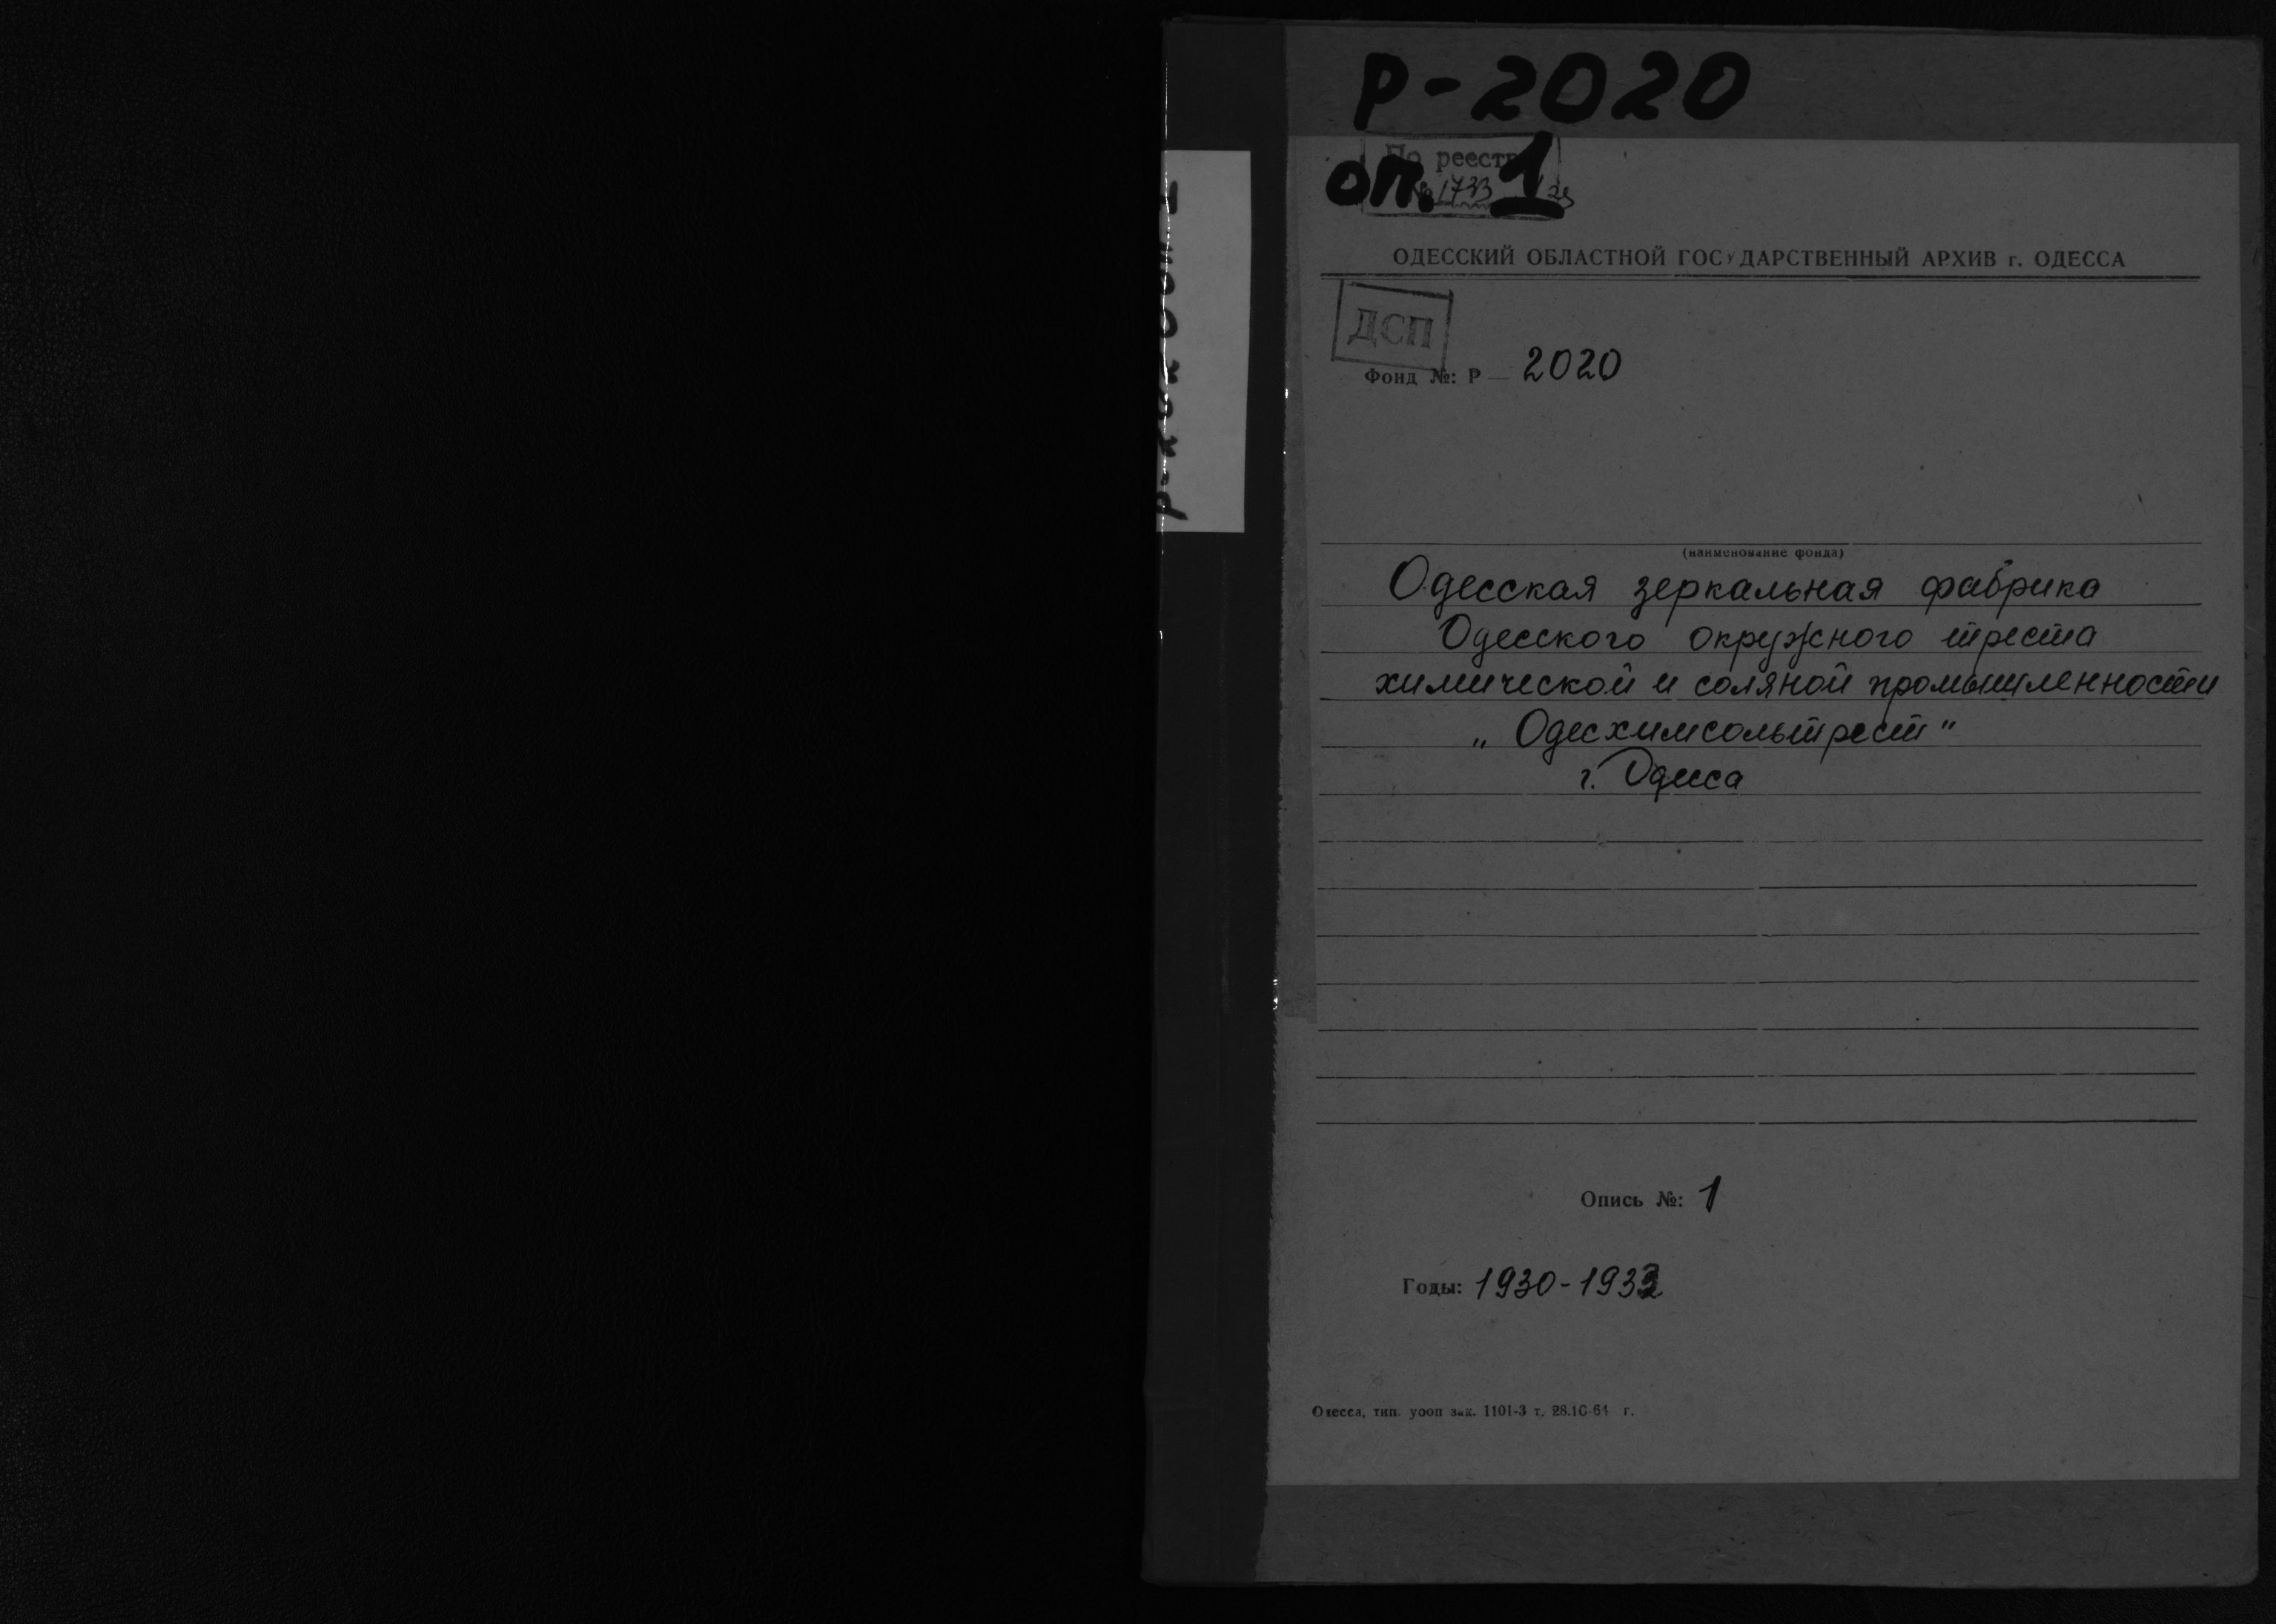 Р-2020
По реестр
оп. 1
№ 1733
ОДЕССКИЙ ОБЛАСТНОЙ ГОСУДАРСТВЕННЫЙ АРХИВ г. ОДЕССА
ДСП
Фонд №: Р — 2020
(наименование фонда)
Одесская зеркальная фабрика
Одесского окружного треста
химической и соляной промышленности
„Одесхимсольтрест"
г. Одесса
Опись №: 1
Годы: 1930-1932
Одесса, тип. уооп зак. 1101-3 т. 28.10-61 г.